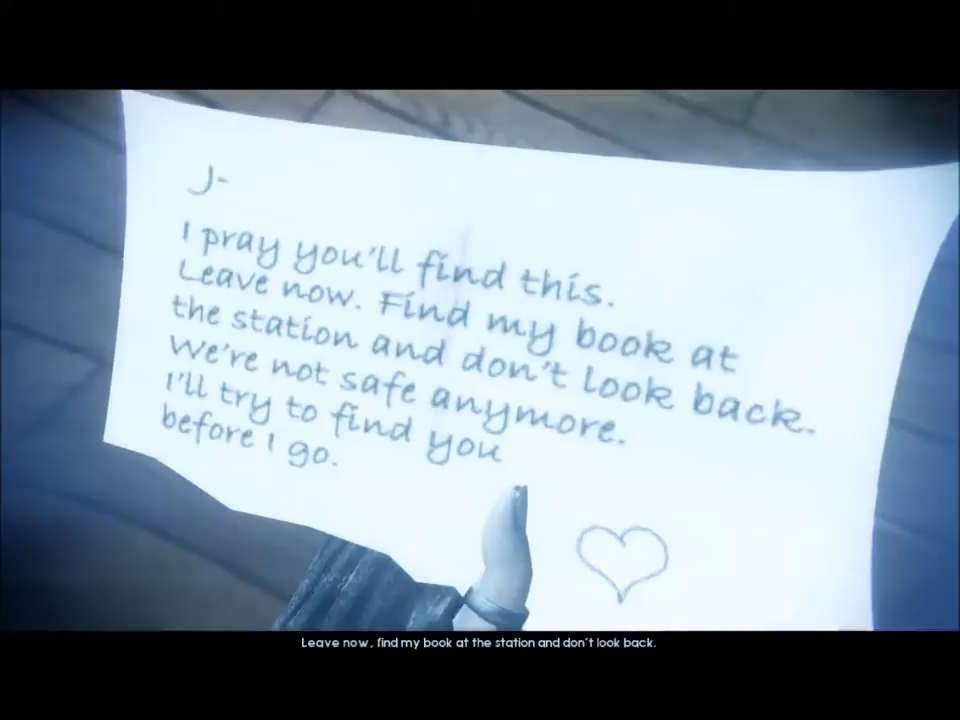 J-
I pray you'll find this.
Leave now. Find my book at
the station and don't look back.
We're not safe anymore.
I'll try to find you
before I go.
Leave now, find my book at the station and don't look back.